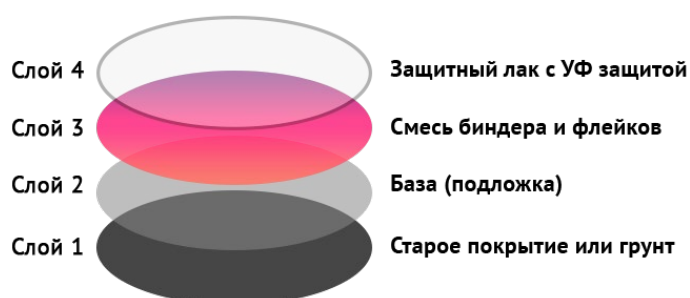 Слой 4 Защитный лак с УФ защитой
Слой 3 Смесь биндера и флейков
Слой 2 База (подложка)
Слой 1 Старое покрытие или грунт